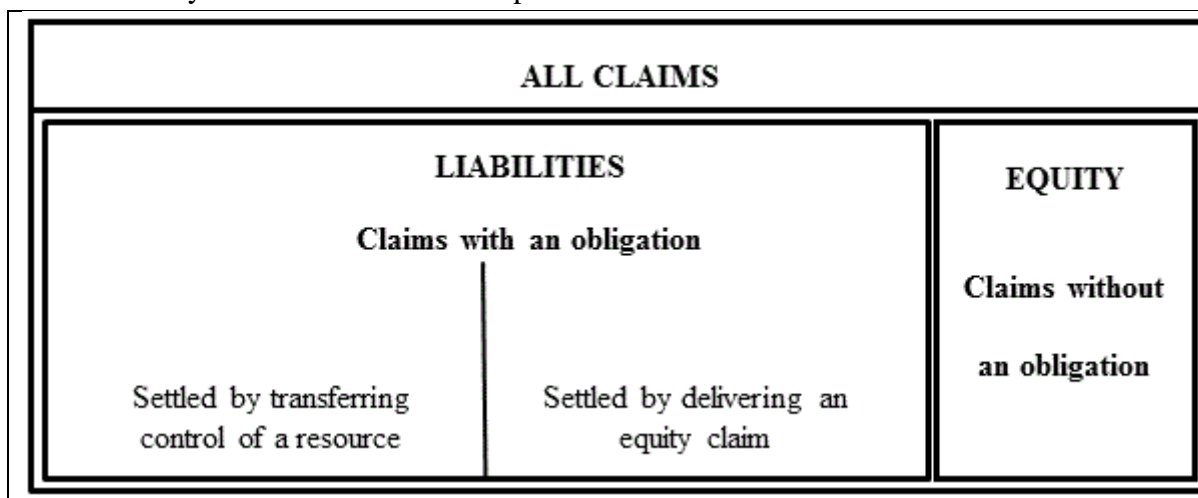 ALL CLAIMS
LIABILITIES
Claims with an obligation
Settled by transferring
control of a resource
Settled by delivering an
equity claim
EQUITY
Claims without
an obligation